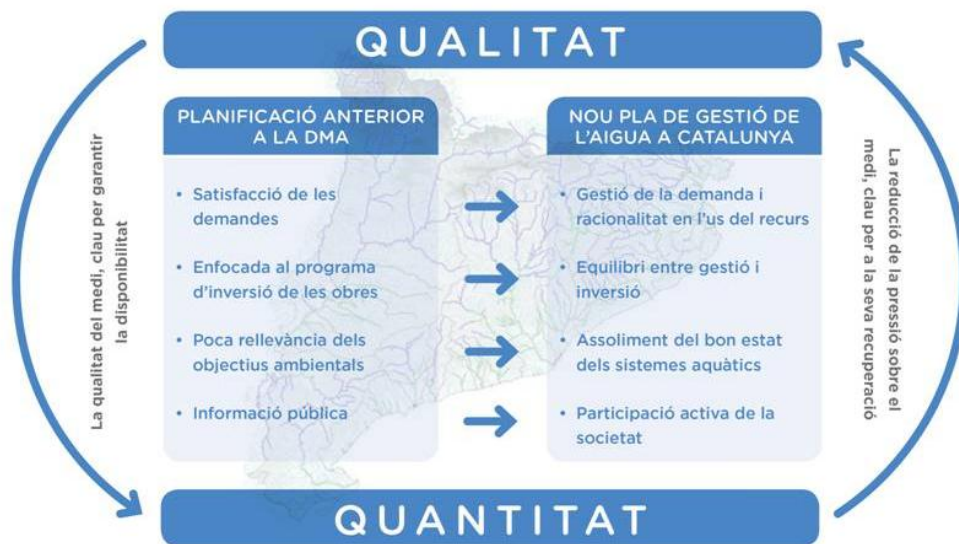 QUALITAT
La qualitat del medi, clau per garantir
la disponibilitat
PLANIFICACIÓ ANTERIOR
A LA DMA
• Satisfacció de les
demandes
• Enfocada al programa
d'inversió de les obres
• Poca rellevància dels
objectius ambientals
• Informació pública
NOU PLA DE GESTIÓ DE
L'AIGUA A CATALUNYA
• Gestió de la demanda i
racionalitat en l'us del recurs
• Equilibri entre gestió i
inversió
• Assoliment del bon estat
dels sistemes aquàtics
• Participació activa de la
societat
La reducció de la pressió sobre el
medi, clau per a la seva recuperació
QUANTITAT